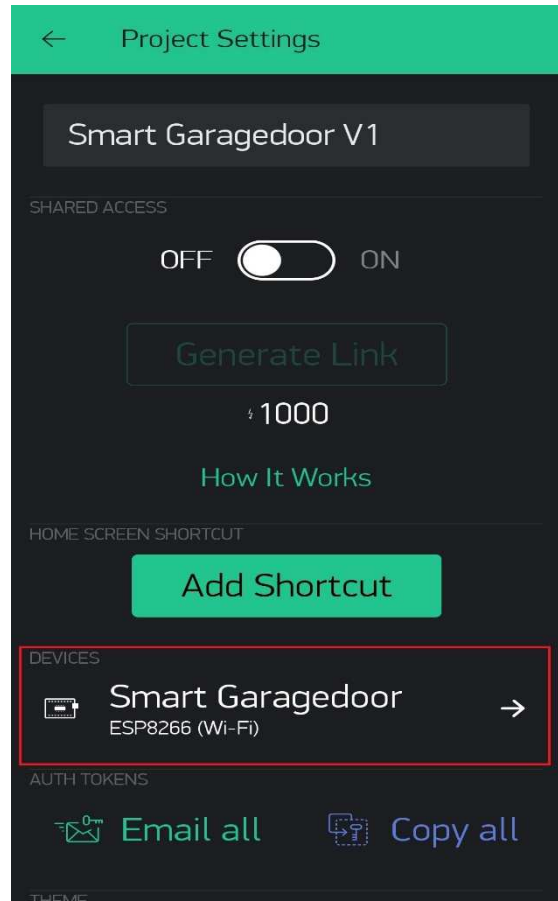 Project Settings
Smart Garagedoor V1
SHARED ACCESS
OFF ON
Generate Link
1000
How It Works
HOME SCREEN SHORTCUT
Add Shortcut
DEVICES
Smart Garagedoor
ESP8266 (Wi-Fi)
AUTH TOKENS
Email all Copy all
THEME